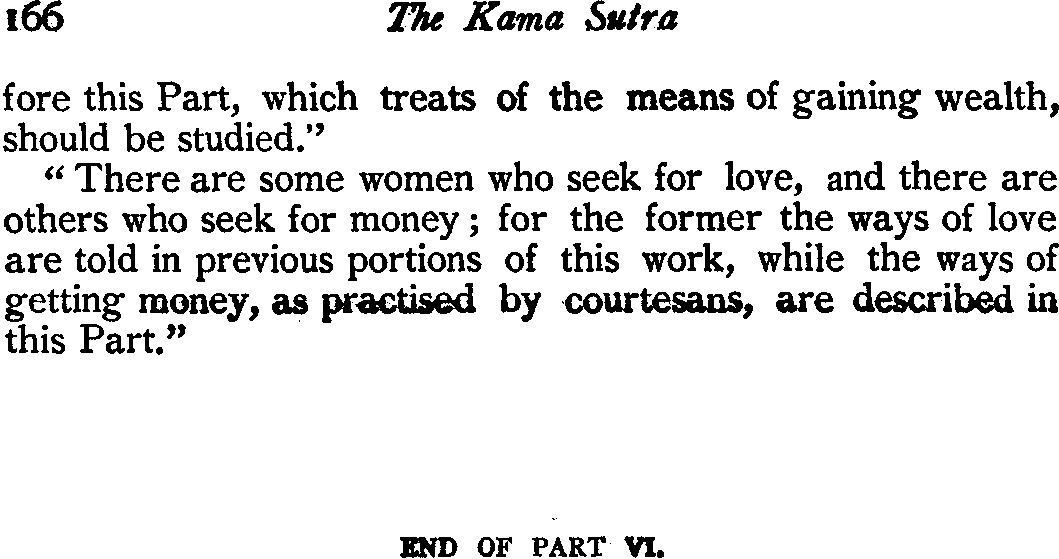 166 The Kama Sutra
fore this Part, which treats of the means of gaining wealth,
should be studied."
" There are some women who seek for love, and there are
others who seek for money ; for the former the ways of love
are told in previous portions of this work, while the ways of
getting money, as practised by courtesans, are described in
this Part."
END OF PART VI.